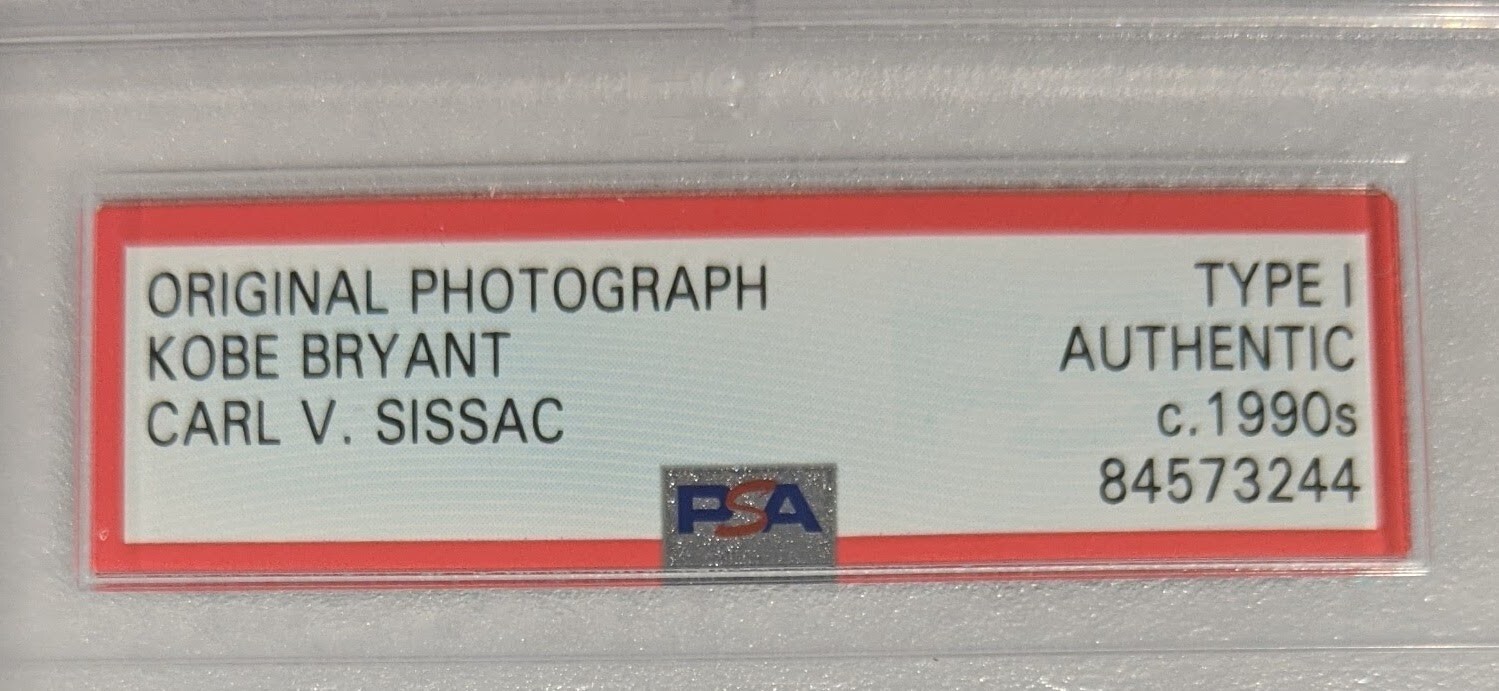 ORIGINAL PHOTOGRAPH
KOBE BRYANT
CARL V. SISSAC
TYPE I
AUTHENTIC
c.1990s
84573244
PSA